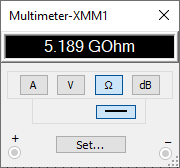 Multimeter-XMM1
5.189 GOhm
A V Ω dB
Set...
+ −